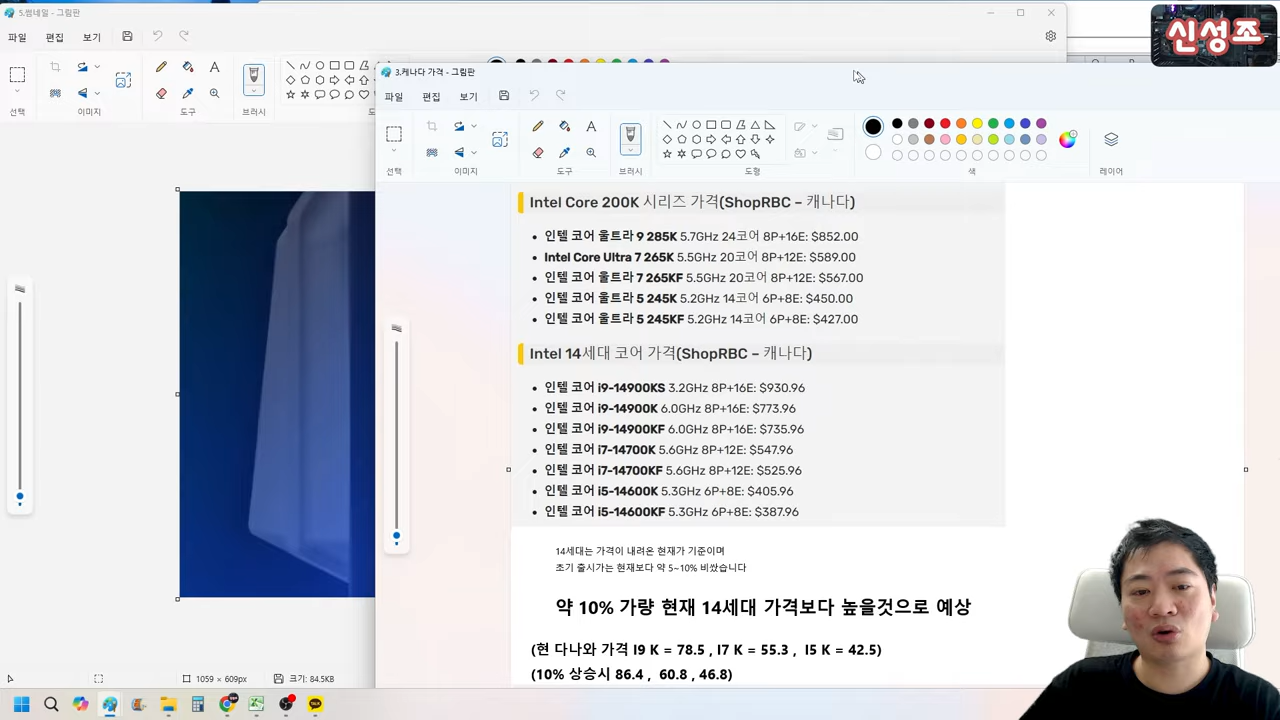 5.썸네일 - 그림판
파일 편집 보기
선택 이미지 도구 브러시 도
3.케나다 가격 - 그림판
파일 편집 보기
선택 이미지 도구 브러시 도형 색 레이어
신성조
Intel Core 200K 시리즈 가격(ShopRBC – 캐나다)
• 인텔 코어 울트라 9 285K 5.7GHz 24코어 8P+16E: $852.00
• Intel Core Ultra 7 265K 5.5GHz 20코어 8P+12E: $589.00
• 인텔 코어 울트라 7 265KF 5.5GHz 20코어 8P+12E: $567.00
• 인텔 코어 울트라 5 245K 5.2GHz 14코어 6P+8E: $450.00
• 인텔 코어 울트라 5 245KF 5.2GHz 14코어 6P+8E: $427.00
Intel 14세대 코어 가격(ShopRBC – 캐나다)
• 인텔 코어 i9-14900KS 3.2GHz 8P+16E: $930.96
• 인텔 코어 i9-14900K 6.0GHz 8P+16E: $773.96
• 인텔 코어 i9-14900KF 6.0GHz 8P+16E: $735.96
• 인텔 코어 i7-14700K 5.6GHz 8P+12E: $547.96
• 인텔 코어 i7-14700KF 5.6GHz 8P+12E: $525.96
• 인텔 코어 i5-14600K 5.3GHz 6P+8E: $405.96
• 인텔 코어 i5-14600KF 5.3GHz 6P+8E: $387.96
14세대는 가격이 내려온 현재가 기준이며
초기 출시가는 현재보다 약 5~10% 비쌌습니다
약 10% 가량 현재 14세대 가격보다 높을것으로 예상
(현 다나와 가격 I9 K = 78.5 , I7 K = 55.3 , I5 K = 42.5)
(10% 상승시 86.4 , 60.8 , 46.8)
1059 × 609px 크기: 84.5KB